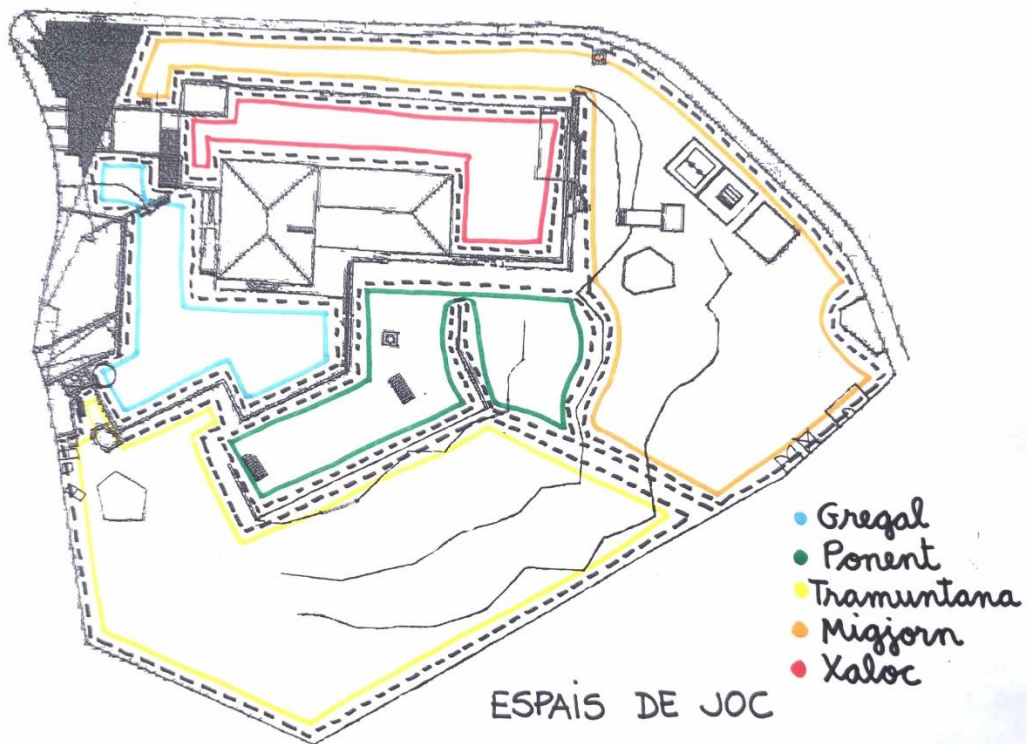 Gregal
Ponent
Tramuntana
Migjorn
Xaloc
ESPAIS DE JOC